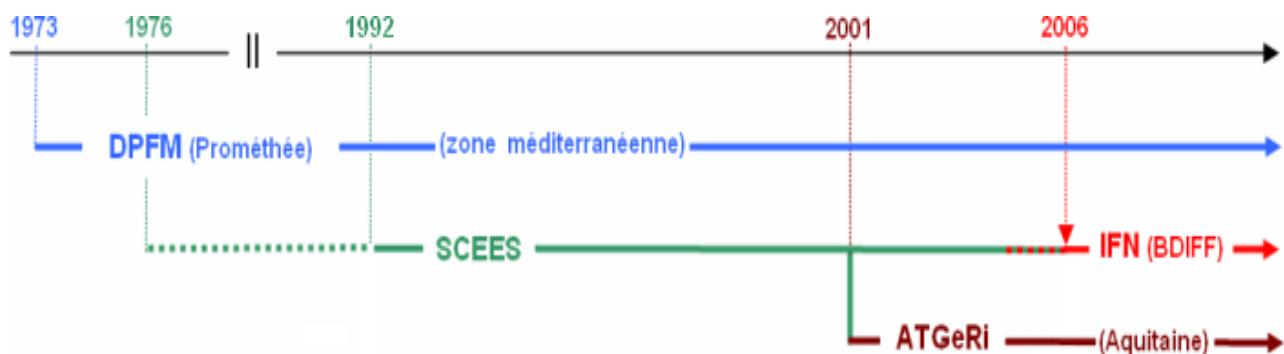 1973 1976 1992 2001 2006
DPFM (Prométhée) (zone méditerranéenne)
SCEES IFN (BDIFF)
ATGeRi (Aquitaine)